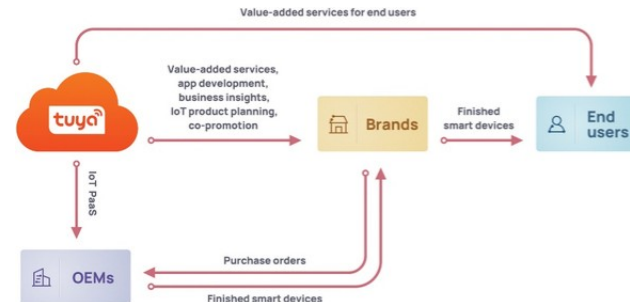 Value-added services for end users
tuya
Value-added services,
app development,
business insights,
IoT product planning,
co-promotion
Brands
Finished
smart devices
End
users
IoT PaaS
OEMs
Purchase orders
Finished smart devices